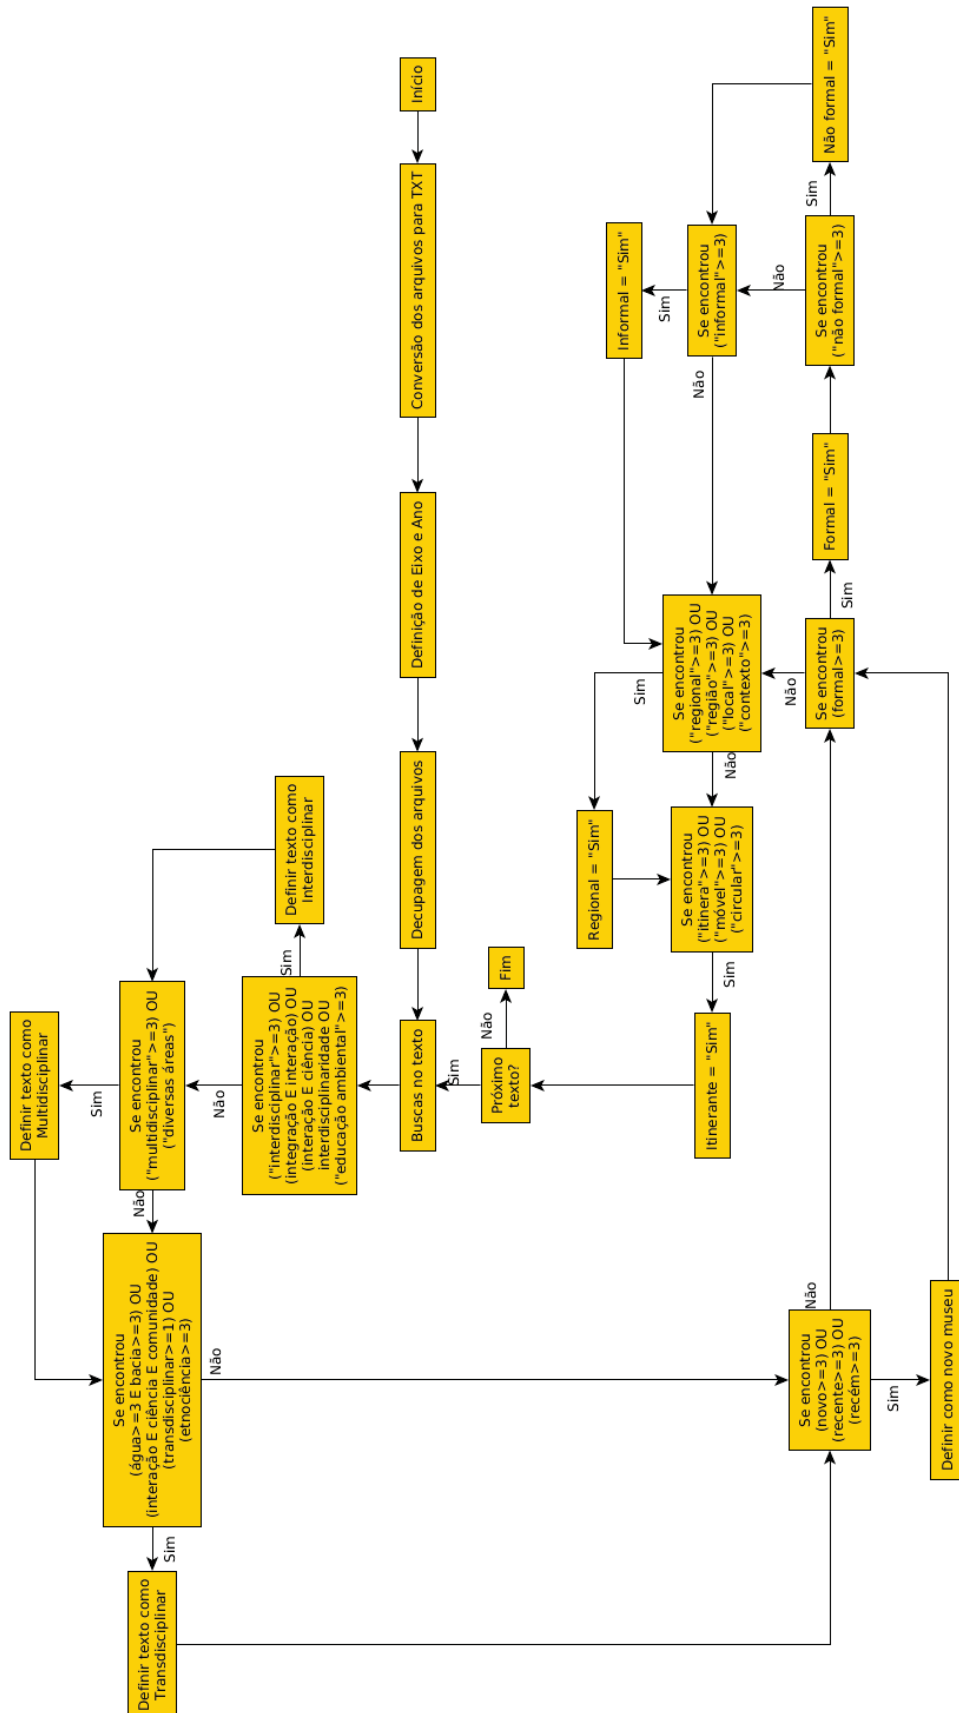 Início
Conversão dos arquivos para TXT
Definição de Eixo e Ano
Decupagem dos arquivos
Buscas no texto
Se encontrou
("interdisciplinar">=3) OU
(integração E interação) OU
(interação E ciência) OU
interdisciplinaridade OU
("educação ambiental">=3)
Sim
Definir texto como
Interdisciplinar
Não
Se encontrou
("multidisciplinar">=3) OU
("diversas áreas")
Sim
Definir texto como
Multidisciplinar
Não
Se encontrou
(água>=3 E bacia>=3) OU
(interação E ciência E comunidade) OU
(transdisciplinar>=1) OU
(etnociência>=3)
Sim
Definir texto como
Transdisciplinar
Não
Se encontrou
(novo>=3) OU
(recente>=3) OU
(recém>=3)
Sim
Definir como novo museu
Não
Se encontrou
(formal>=3)
Sim
Formal = "Sim"
Se encontrou
("não formal">=3)
Sim
Não formal = "Sim"
Não
Se encontrou
("informal">=3)
Sim
Informal = "Sim"
Não
Não
Se encontrou
("regional">=3) OU
("região">=3) OU
("local">=3) OU
("contexto">=3)
Sim
Regional = "Sim"
Não
Se encontrou
("itinera">=3) OU
("móvel">=3) OU
("circular">=3)
Sim
Itinerante = "Sim"
Próximo
texto?
Sim
Não
Fim